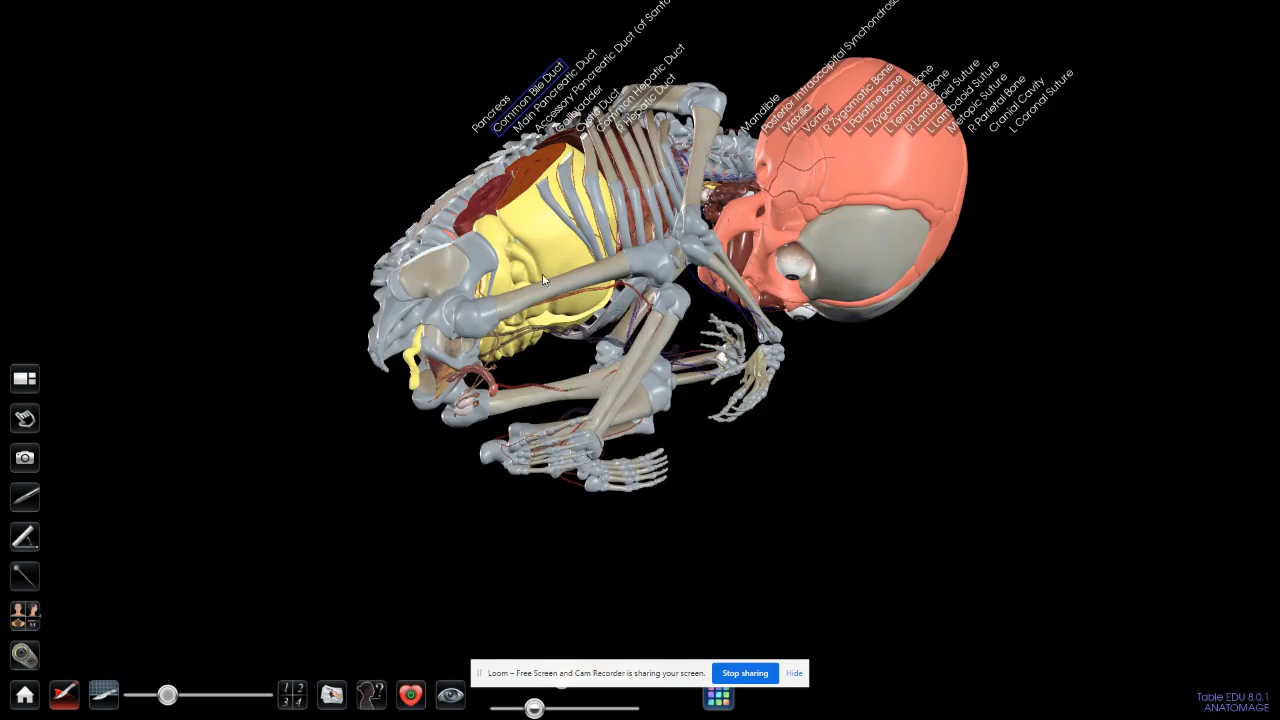 Pancreas
Common Bile Duct
Main Pancreatic Duct
Accessory Pancreatic Duct (of Santo
Gallbladder
Cystic Duct
Common Hepatic Duct
R Hepatic Duct
Mandible
Posterior Intraoccipital Synchondros
Maxilla
Vomer
R Zygomatic Bone
L Palatine Bone
L Zygomatic Bone
L Temporal Bone
R Lambdoid Suture
L Lambdoid Suture
Metopic Suture
R Parietal Bone
Cranial Cavity
L Coronal Suture
1 2
3 4
Loom – Free Screen and Cam Recorder is sharing your screen.
Stop sharing
Hide
Table EDU 8.0.1
ANATOMAGE